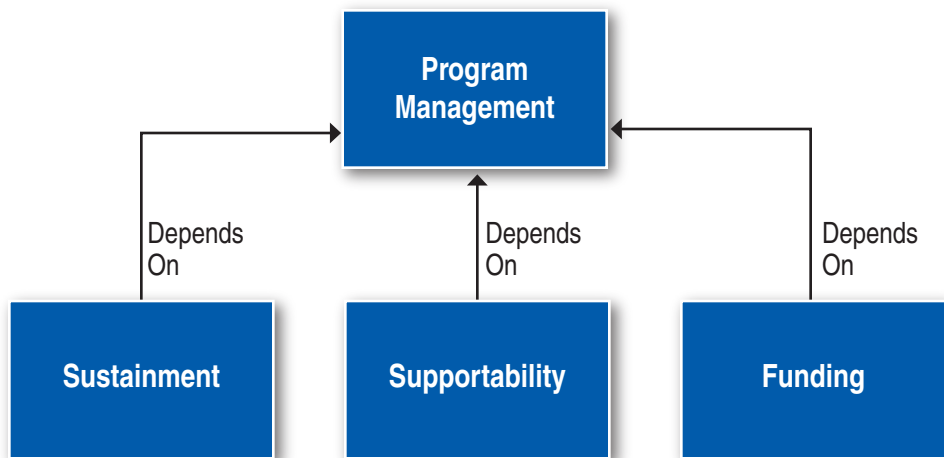 Program
Management
Depends
On
Depends
On
Depends
On
Sustainment
Supportability
Funding